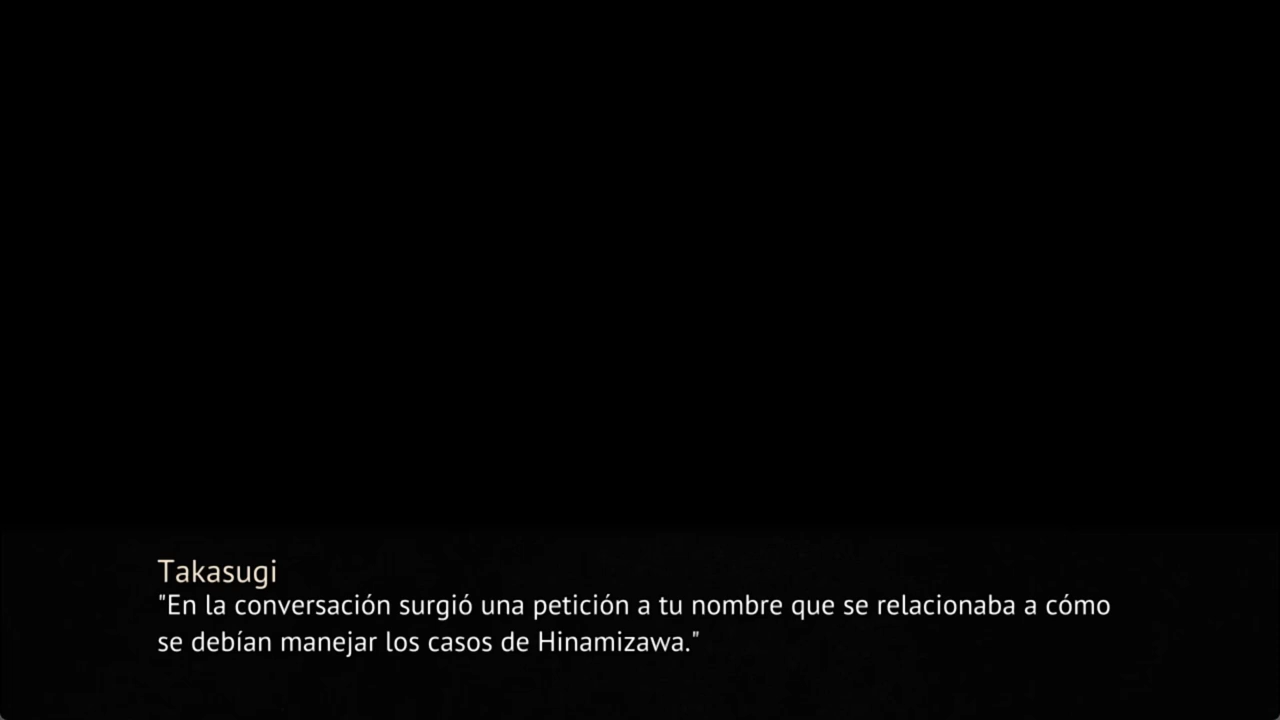 Takasugi
"En la conversación surgió una petición a tu nombre que se relacionaba a cómo
se debían manejar los casos de Hinamizawa."